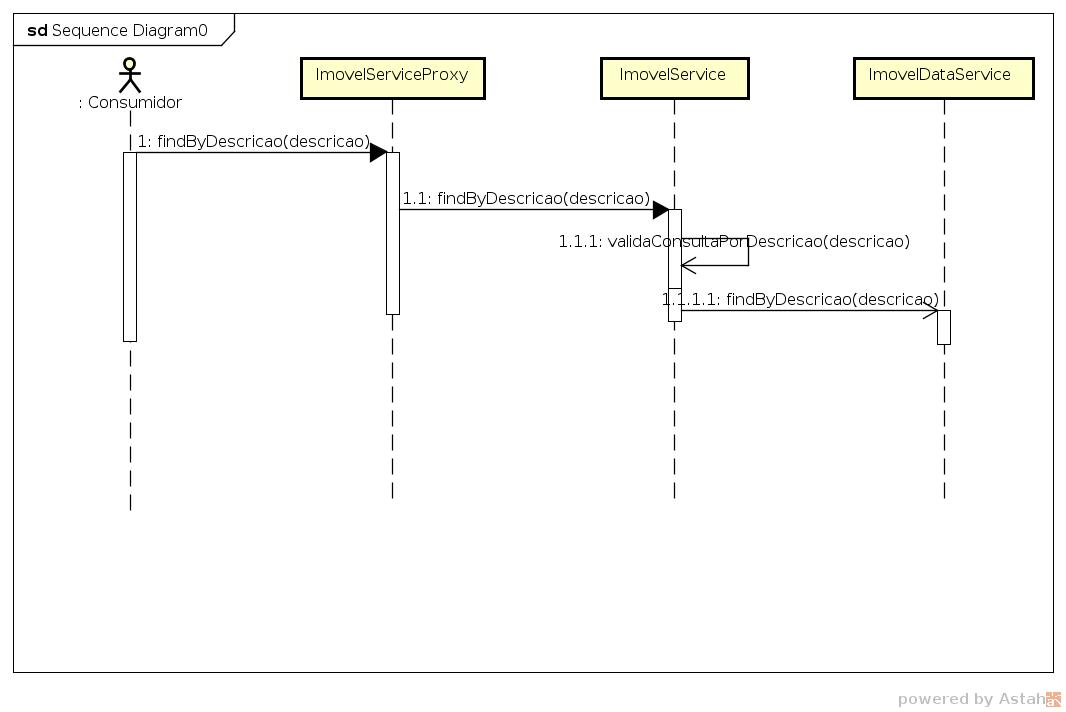 sd Sequence Diagram0
: Consumidor
ImovelServiceProxy
ImovelService
ImovelDataService
1: findByDescricao(descricao)
1.1: findByDescricao(descricao)
1.1.1: validaConsultaPorDescricao(descricao)
1.1.1.1: findByDescricao(descricao)
powered by Astah